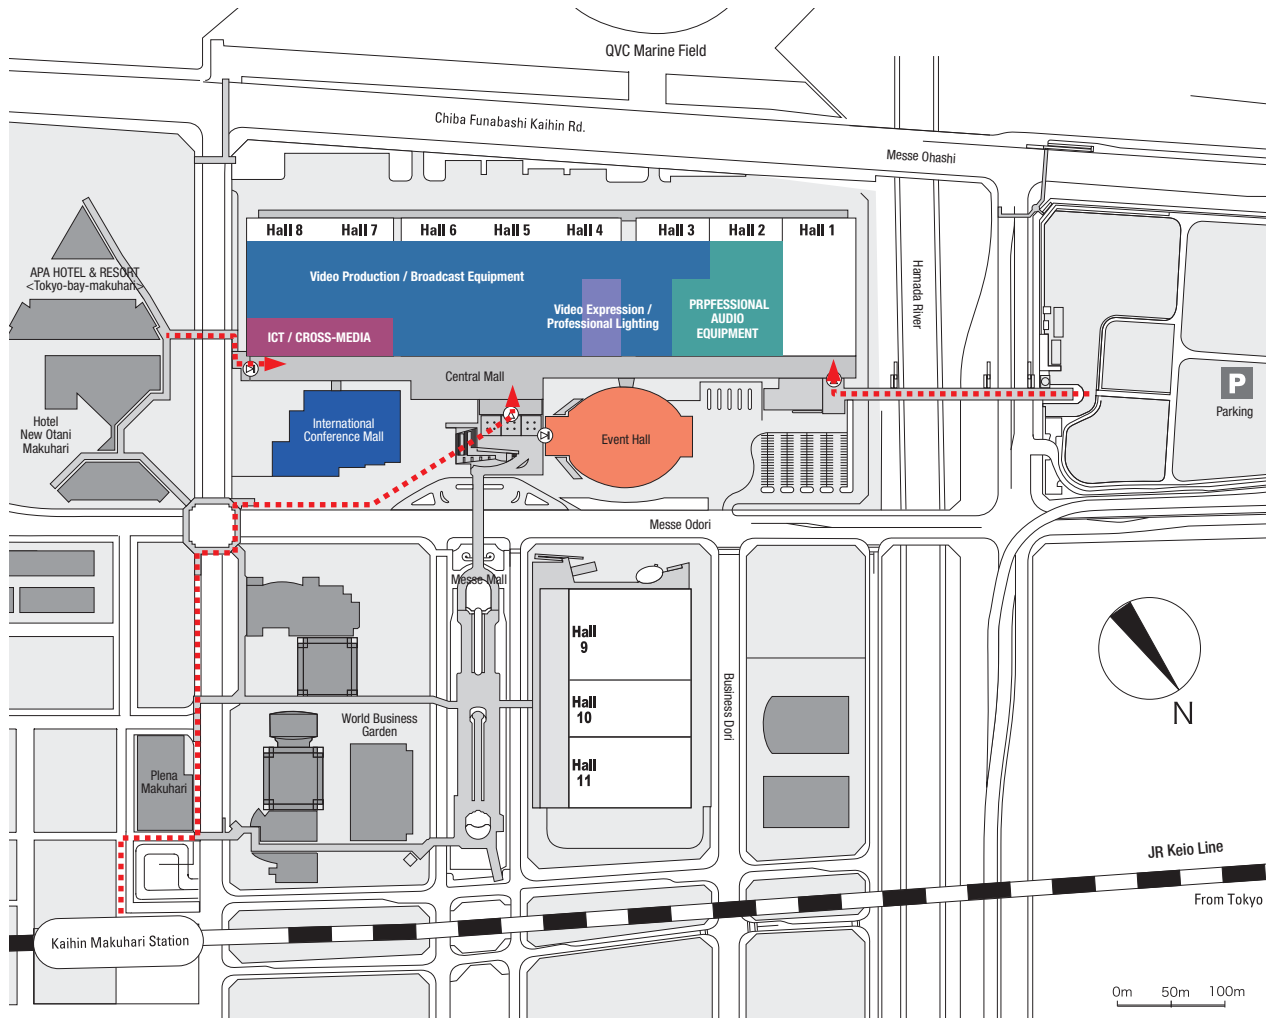 QVC Marine Field
Chiba Funabashi Kaihin Rd.
Messe Ohashi
Hall 8
Hall 7
Hall 6
Hall 5
Hall 4
Hall 3
Hall 2
Hall 1
Video Production / Broadcast Equipment
Video Expression /
Professional Lighting
PRPFESSIONAL
AUDIO
EQUIPMENT
ICT / CROSS-MEDIA
APA HOTEL & RESORT
<Tokyo-bay-makuhari>
Hamada River
Central Mall
P
Parking
Hotel
New Otani
Makuhari
International
Conference Mall
Event Hall
Messe Odori
Messe Mall
Hall
9
Hall
10
Hall
11
Business Dori
N
World Business
Garden
Plena
Makuhari
JR Keio Line
From Tokyo
Kaihin Makuhari Station
0m 50m 100m